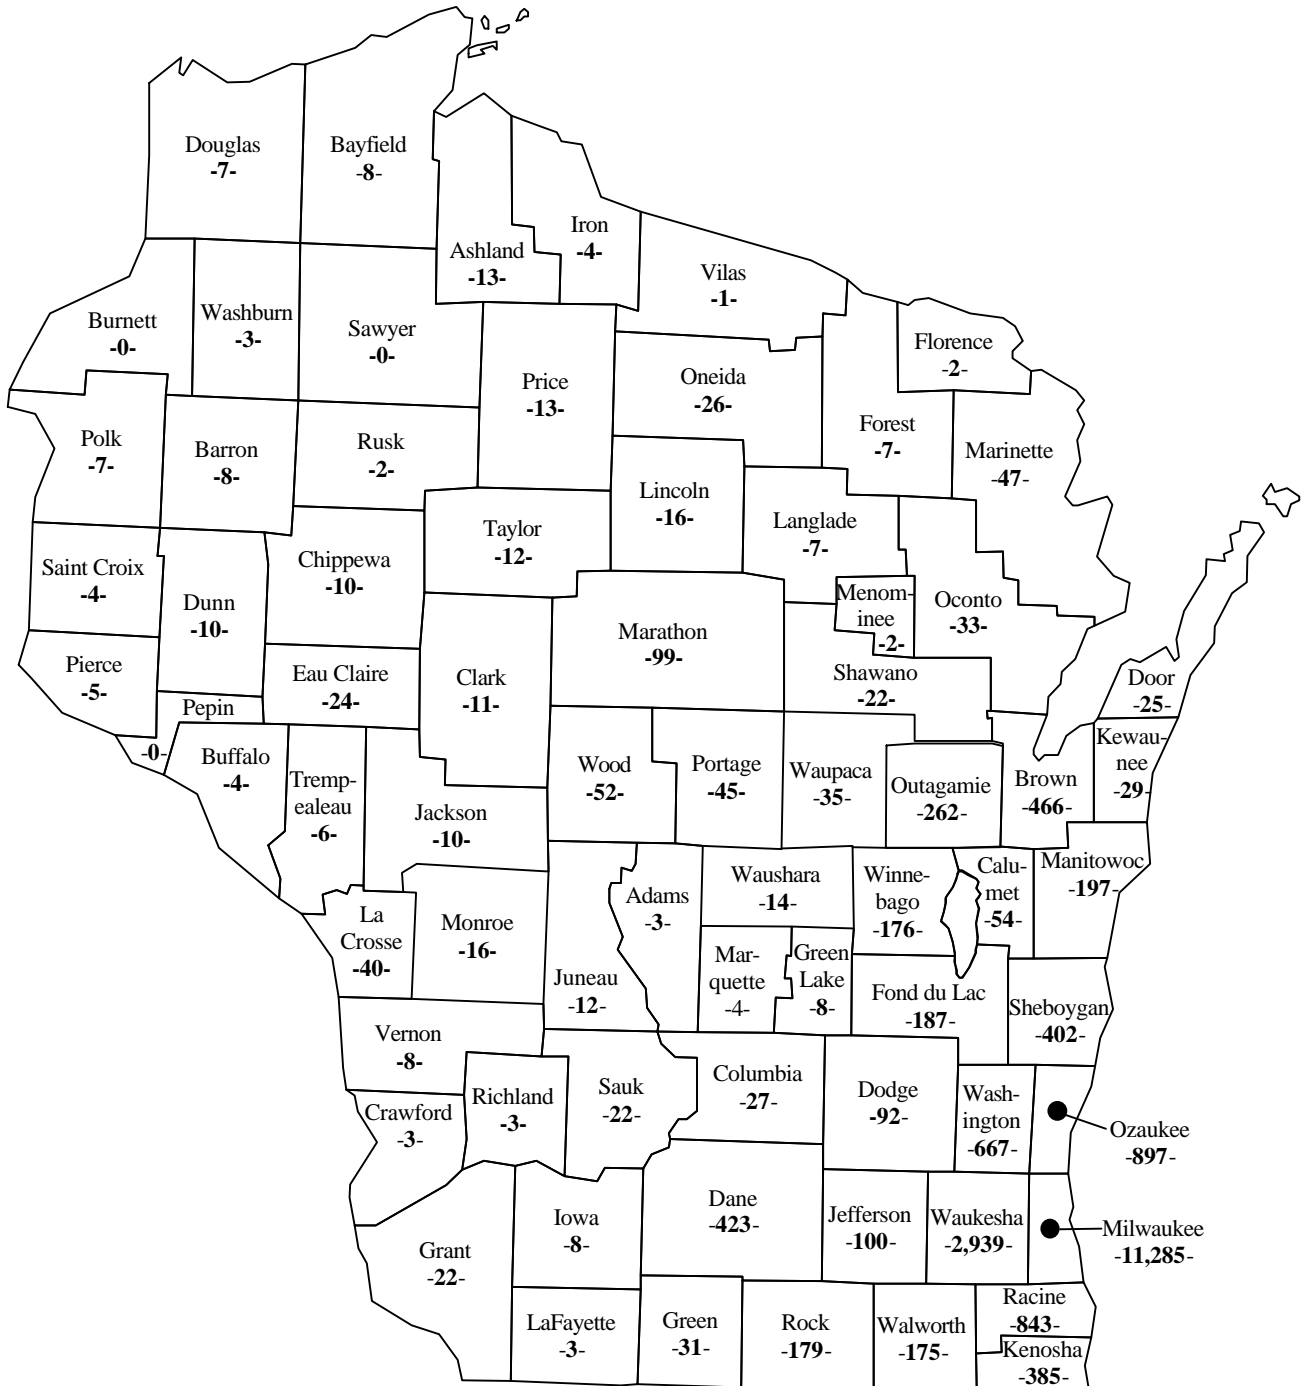 Douglas
-7-
Bayfield
-8-
Ashland
-13-
Iron
-4-
Vilas
-1-
Burnett
-0-
Washburn
-3-
Sawyer
-0-
Price
-13-
Oneida
-26-
Florence
-2-
Forest
-7-
Marinette
-47-
Polk
-7-
Barron
-8-
Rusk
-2-
Lincoln
-16-
Langlade
-7-
Taylor
-12-
Chippewa
-10-
Saint Croix
-4-
Dunn
-10-
Menom-
inee
-2-
Oconto
-33-
Marathon
-99-
Pierce
-5-
Eau Claire
-24-
Clark
-11-
Shawano
-22-
Door
-25-
Pepin
-0-
Buffalo
-4-
Tremp-
ealeau
-6-
Jackson
-10-
Wood
-52-
Portage
-45-
Waupaca
-35-
Outagamie
-262-
Brown
-466-
Kewau-
nee
-29-
La
Crosse
-40-
Monroe
-16-
Juneau
-12-
Adams
-3-
Waushara
-14-
Winne-
bago
-176-
Calu-
met
-54-
Manitowoc
-197-
Mar-
quette
-4-
Green
Lake
-8-
Fond du Lac
-187-
Sheboygan
-402-
Vernon
-8-
Crawford
-3-
Richland
-3-
Sauk
-22-
Columbia
-27-
Dodge
-92-
Wash-
ington
-667-
Ozaukee
-897-
Grant
-22-
Iowa
-8-
Dane
-423-
Jefferson
-100-
Waukesha
-2,939-
Milwaukee
-11,285-
LaFayette
-3-
Green
-31-
Rock
-179-
Walworth
-175-
Racine
-843-
Kenosha
-385-